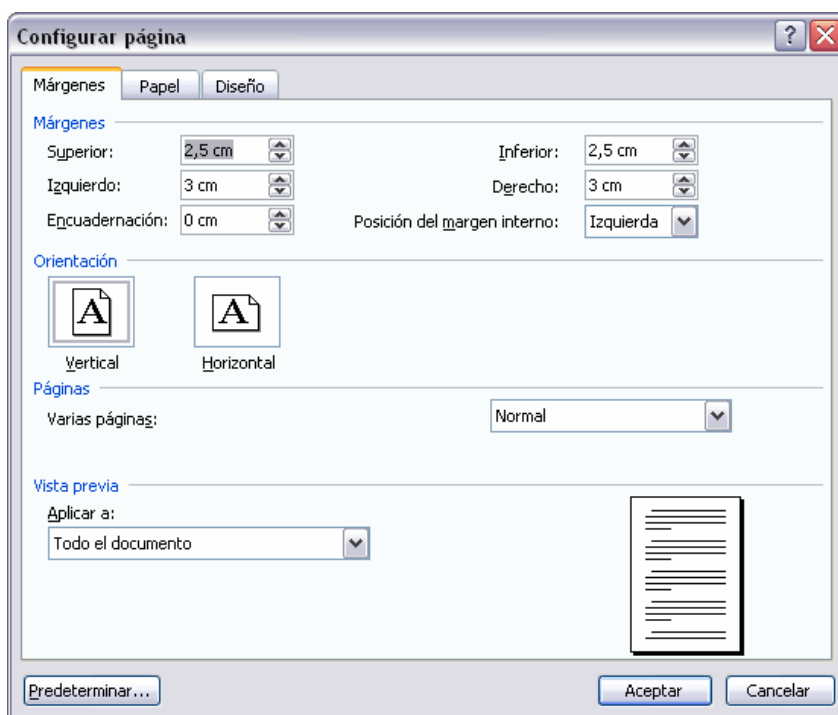 Configurar página
Márgenes Papel Diseño
Márgenes
Superior: 2,5 cm Inferior: 2,5 cm
Izquierdo: 3 cm Derecho: 3 cm
Encuadernación: 0 cm Posición del margen interno: Izquierda
Orientación
A A
Vertical Horizontal
Páginas
Varias páginas: Normal
Vista previa
Aplicar a:
Todo el documento
Predeterminar... Aceptar Cancelar